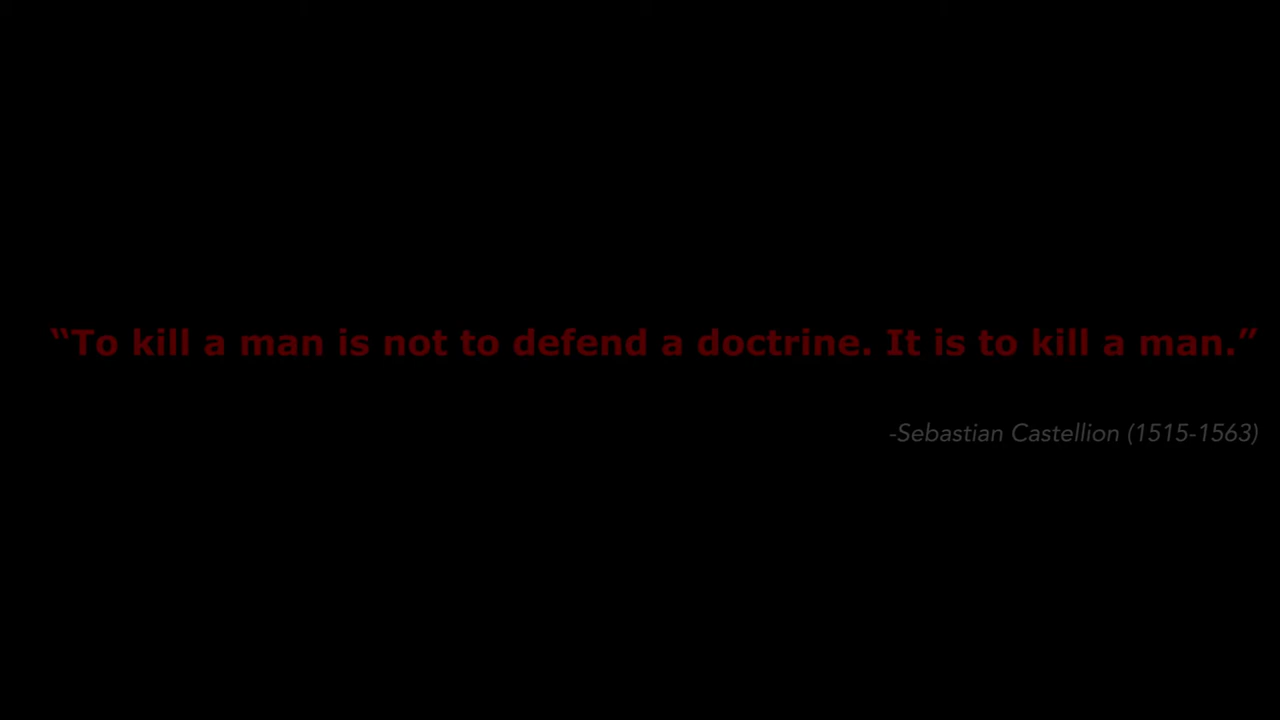 “To kill a man is not to defend a doctrine. It is to kill a man.”
-Sebastian Castellion (1515-1563)